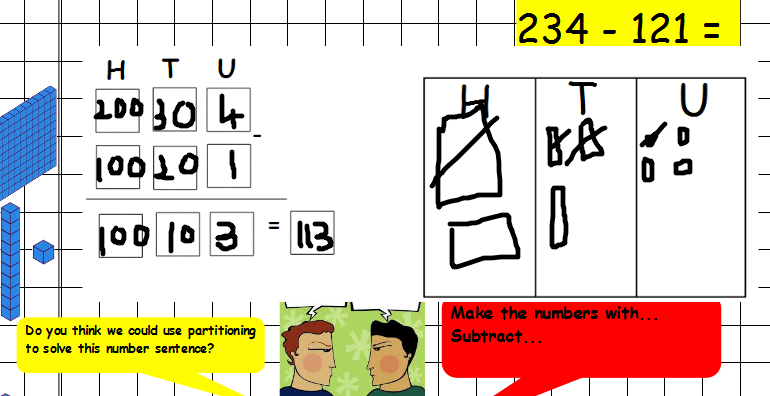 234 - 121 =
H T U
200 30 4
-
100 20 1
100 10 3 = 113
H T U
Do you think we could use partitioning
to solve this number sentence?
Make the numbers with...
Subtract...